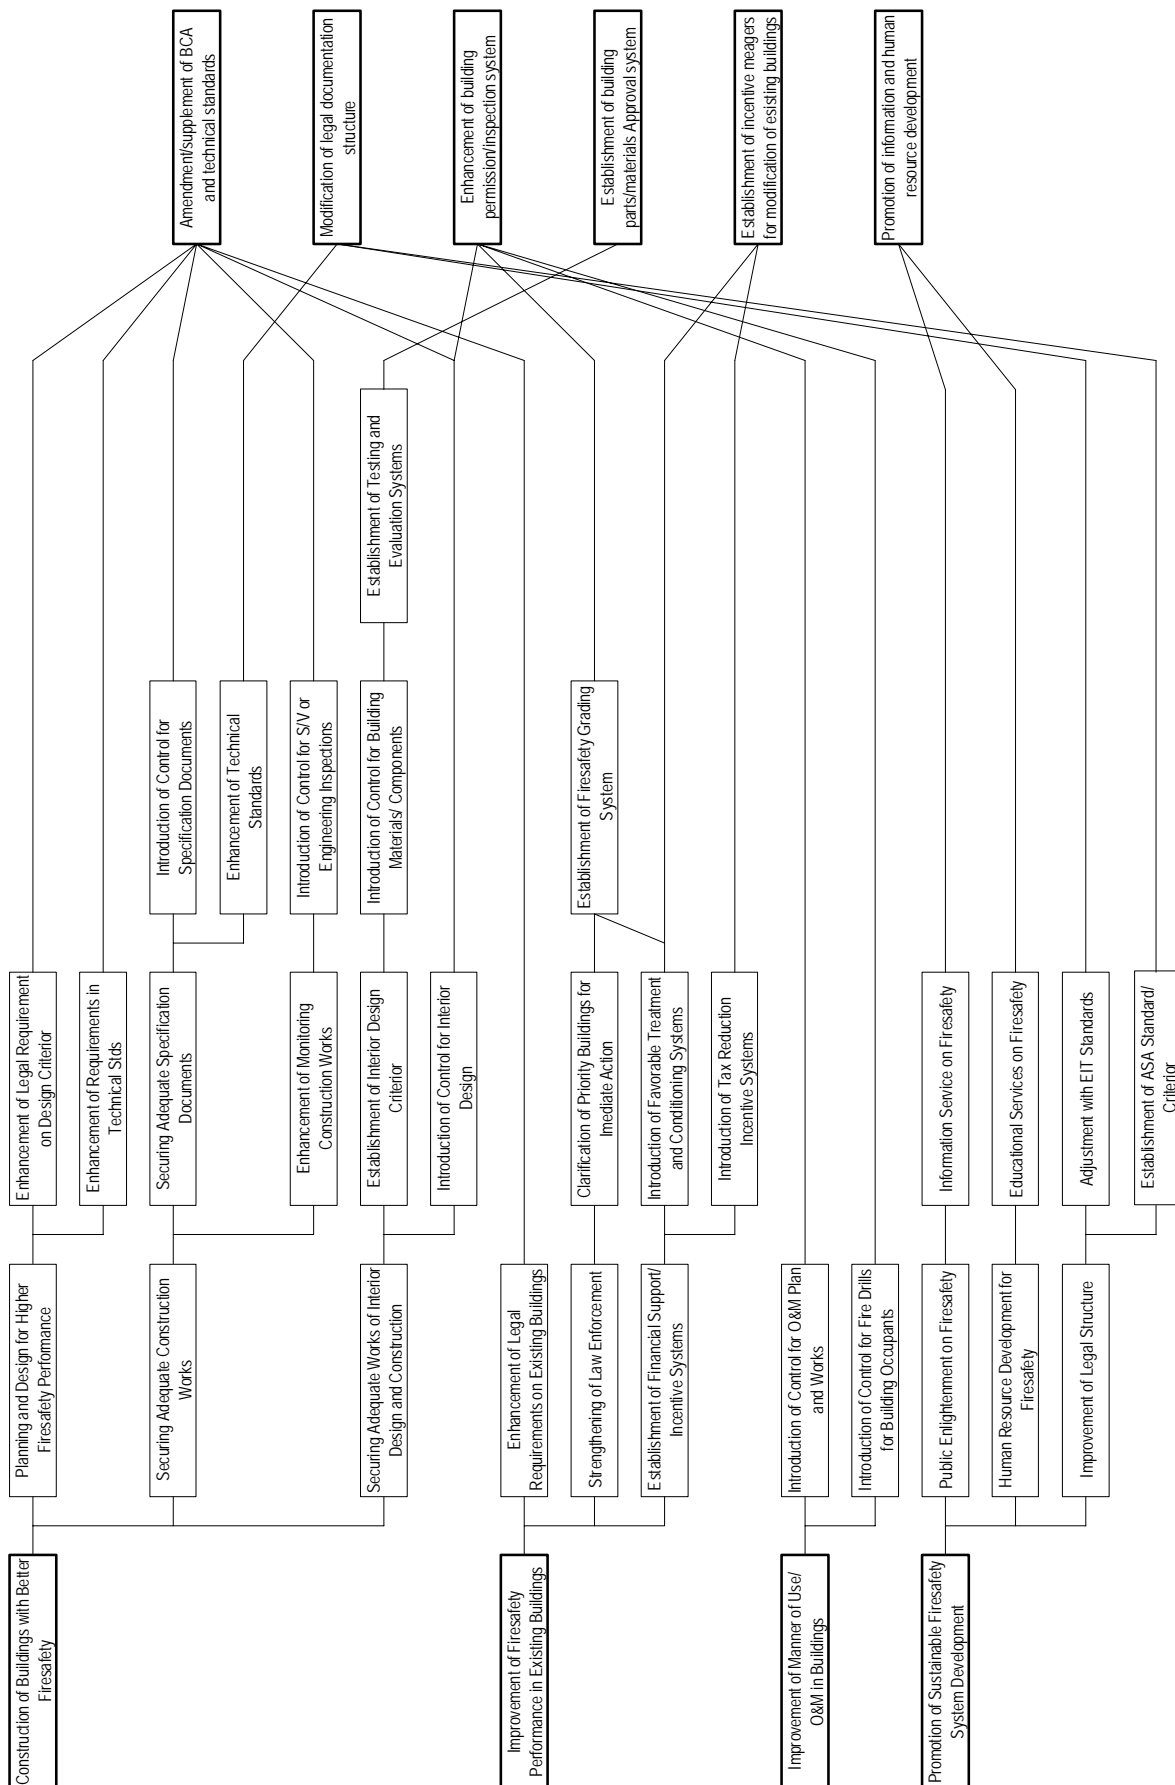 Construction of Buildings with Better
Firesafety
Planning and Design for Higher
Firesafety Performance
Enhancement of Legal Requirement
on Design Criterior
Enhancement of Requirements in
Technical Stds
Securing Adequate Construction
Works
Securing Adequate Specification
Documents
Introduction of Control for
Specification Documents
Enhancement of Technical
Standards
Enhancement of Monitoring
Construction Works
Introduction of Control for S/V or
Engineering Inspections
Securing Adequate Works of Interior
Design and Construction
Establishment of Interior Design
Criterior
Introduction of Control for Building
Materials/ Components
Establishment of Testing and
Evaluation Systems
Introduction of Control for Interior
Design
Improvement of Firesafety
Performance in Existing Buildings
Enhancement of Legal
Requirements on Existing Buildings
Strengthening of Law Enforcement
Clarification of Priority Buildings for
Imediate Action
Establishment of Firesafety Grading
System
Establishment of Financial Support/
Incentive Systems
Introduction of Favorable Treatment
and Conditioning Systems
Introduction of Tax Reduction
Incentive Systems
Improvement of Manner of Use/
O&M in Buildings
Introduction of Control for O&M Plan
and Works
Introduction of Control for Fire Drills
for Building Occupants
Promotion of Sustainable Firesafety
System Development
Public Enlightenment on Firesafety
Information Service on Firesafety
Human Resource Development for
Firesafety
Educational Services on Firesafety
Improvement of Legal Structure
Adjustment with EIT Standards
Establishment of ASA Standard/
Criterior
Amendment/supplement of BCA
and technical standards
Modification of legal documentation
structure
Enhancement of building
permission/inspection system
Establishment of building
parts/materials Approval system
Establishment of incentive meagers
for modification of esisting buildings
Promotion of information and human
resource development